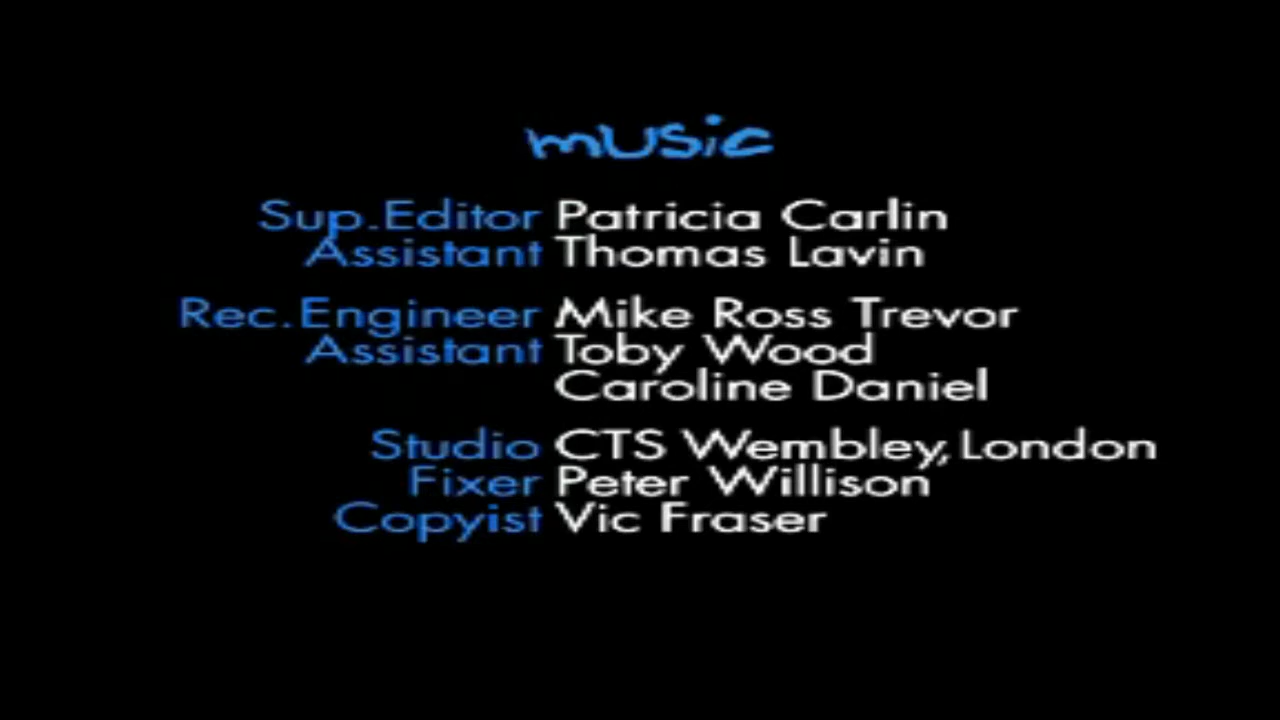 music
Sup.Editor Patricia Carlin
Assistant Thomas Lavin
Rec.Engineer Mike Ross Trevor
Assistant Toby Wood
Caroline Daniel
Studio CTS Wembley, London
Fixer Peter Willison
Copyist Vic Fraser